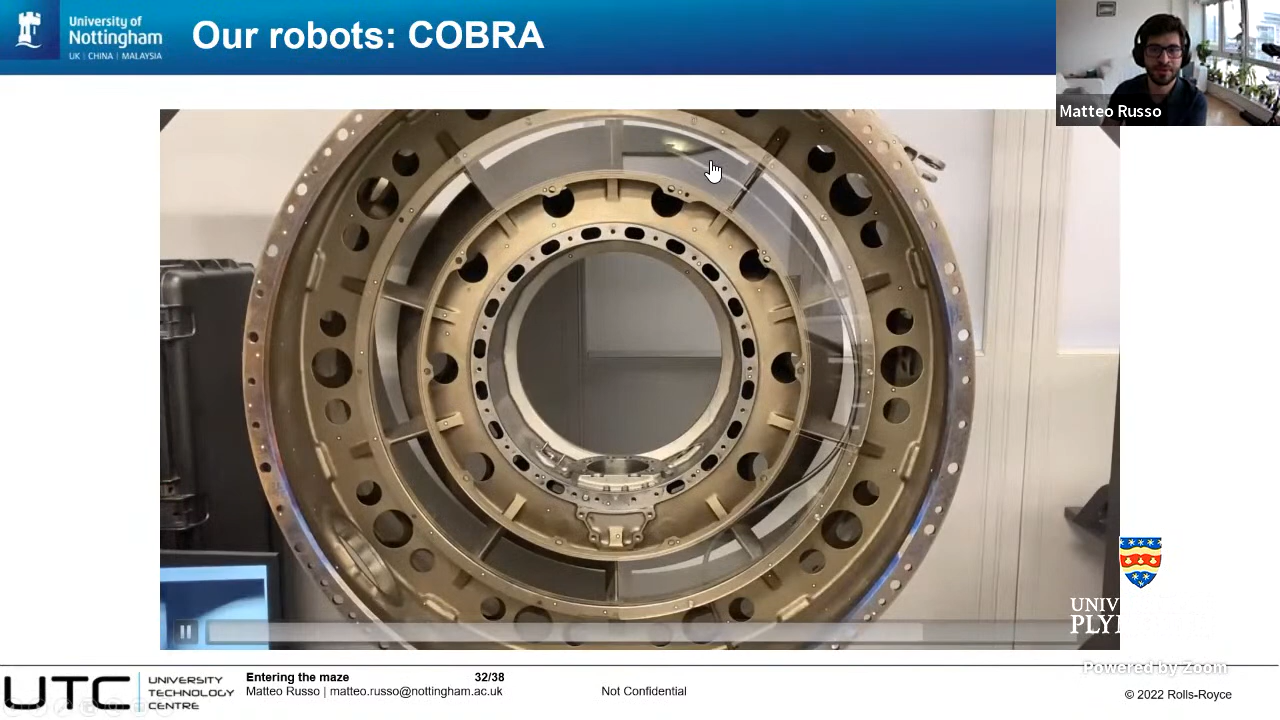 University of
Nottingham
UK | CHINA | MALAYSIA
Our robots: COBRA
Matteo Russo
UNIV
PLY
Powered by Zoom
UTC
UNIVERSITY
TECHNOLOGY
CENTRE
Entering the maze
32/38
Matteo Russo | matteo.russo@nottingham.ac.uk
Not Confidential
© 2022 Rolls-Royce